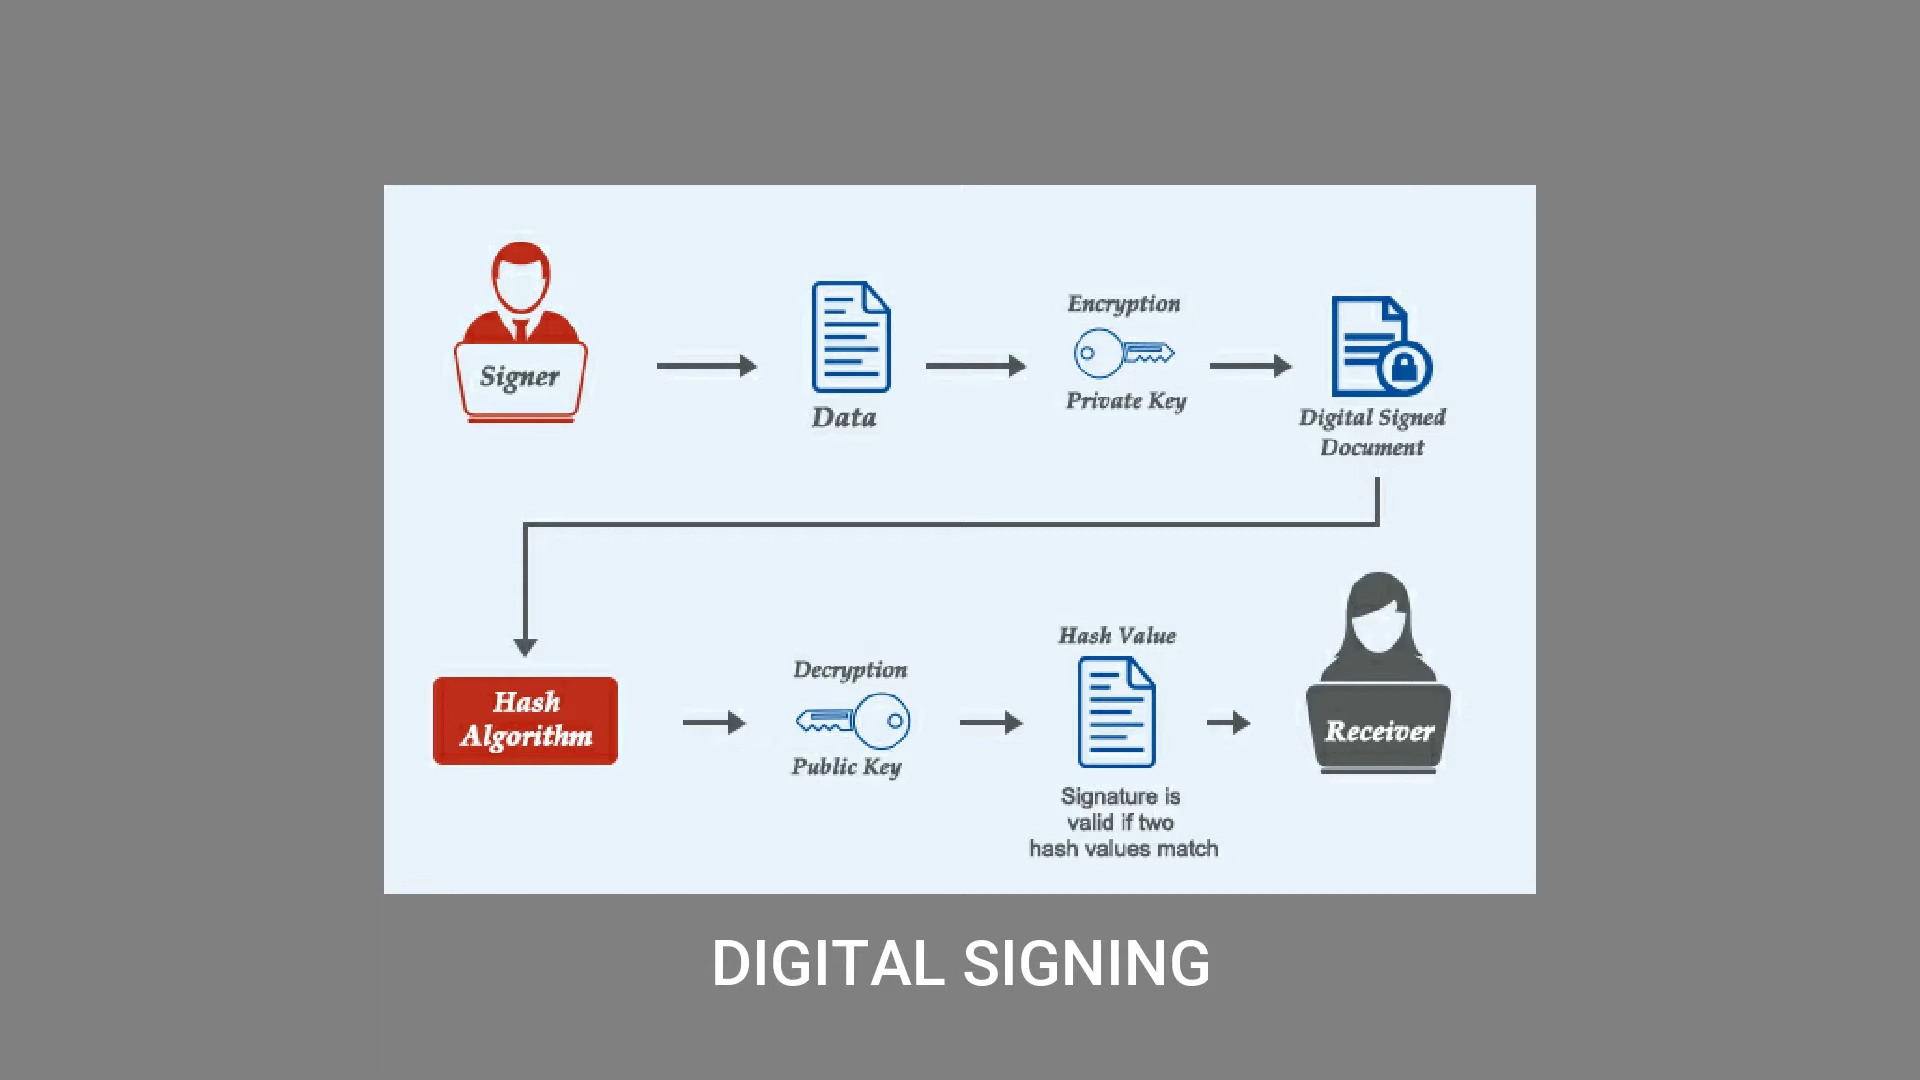 Signer
Data
Encryption
Private Key
Digital Signed
Document
Hash
Algorithm
Decryption
Public Key
Hash Value
Signature is
valid if two
hash values match
Receiver
DIGITAL SIGNING